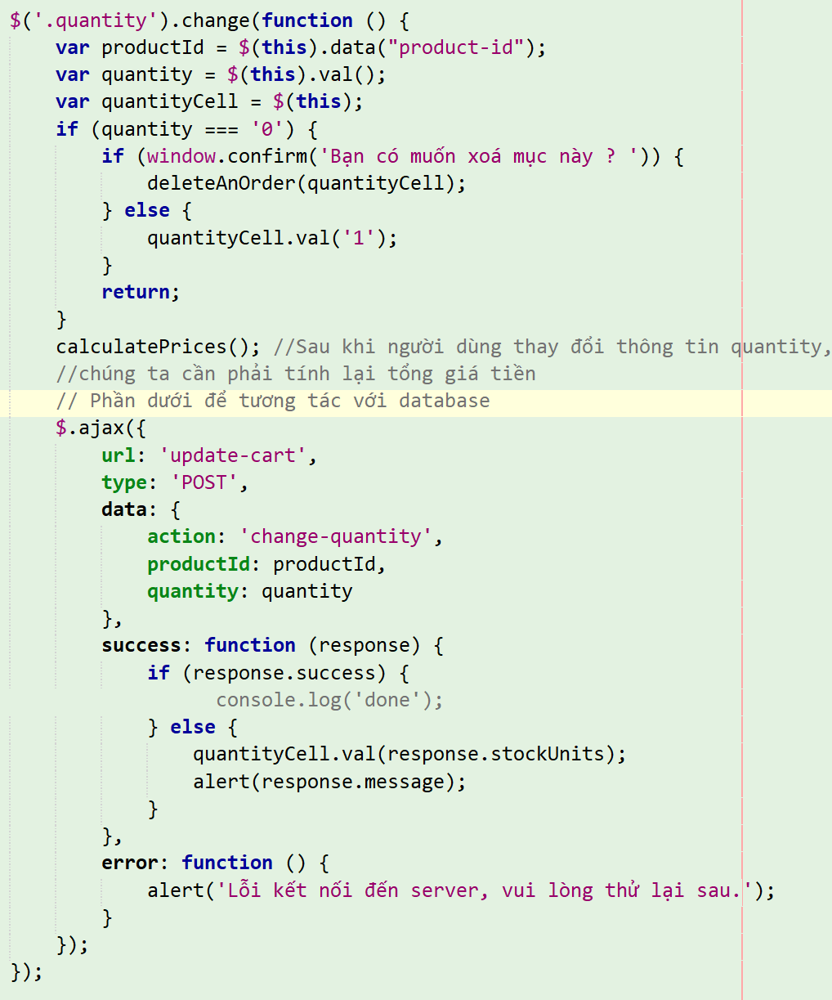 $('.quantity').change(function () {
    var productId = $(this).data("product-id");
    var quantity = $(this).val();
    var quantityCell = $(this);
    if (quantity === '0') {
        if (window.confirm('Bạn có muốn xoá mục này ? ')) {
            deleteAnOrder(quantityCell);
        } else {
            quantityCell.val('1');
        }
        return;
    }
    calculatePrices(); //Sau khi người dùng thay đổi thông tin quantity,
    //chúng ta cần phải tính lại tổng giá tiền
    // Phần dưới để tương tác với database
    $.ajax({
        url: 'update-cart',
        type: 'POST',
        data: {
            action: 'change-quantity',
            productId: productId,
            quantity: quantity
        },
        success: function (response) {
            if (response.success) {
                  console.log('done');
            } else {
                quantityCell.val(response.stockUnits);
                alert(response.message);
            }
        },
        error: function () {
            alert('Lỗi kết nối đến server, vui lòng thử lại sau.');
        }
    });
});